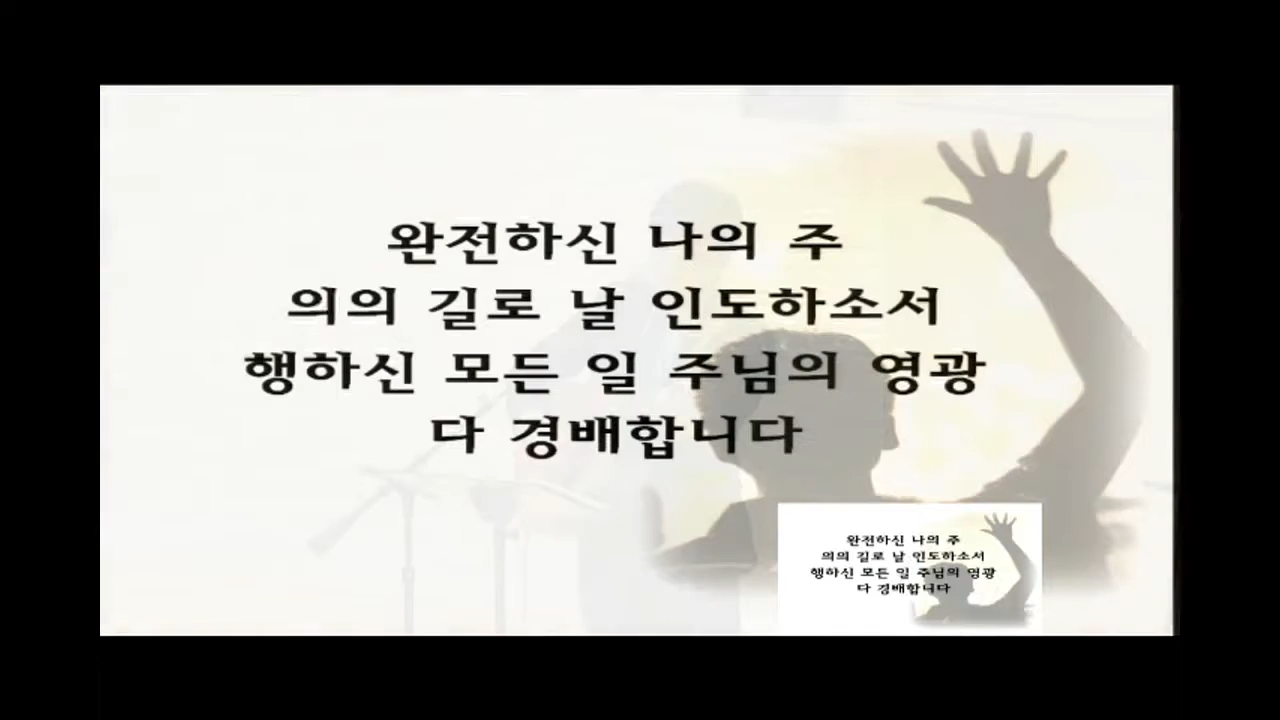 완전하신 나의 주
의의 길로 날 인도하소서
행하신 모든 일 주님의 영광
다 경배합니다
완전하신 나의 주
의의 길로 날 인도하소서
행하신 모든 일 주님의 영광
다 경배합니다